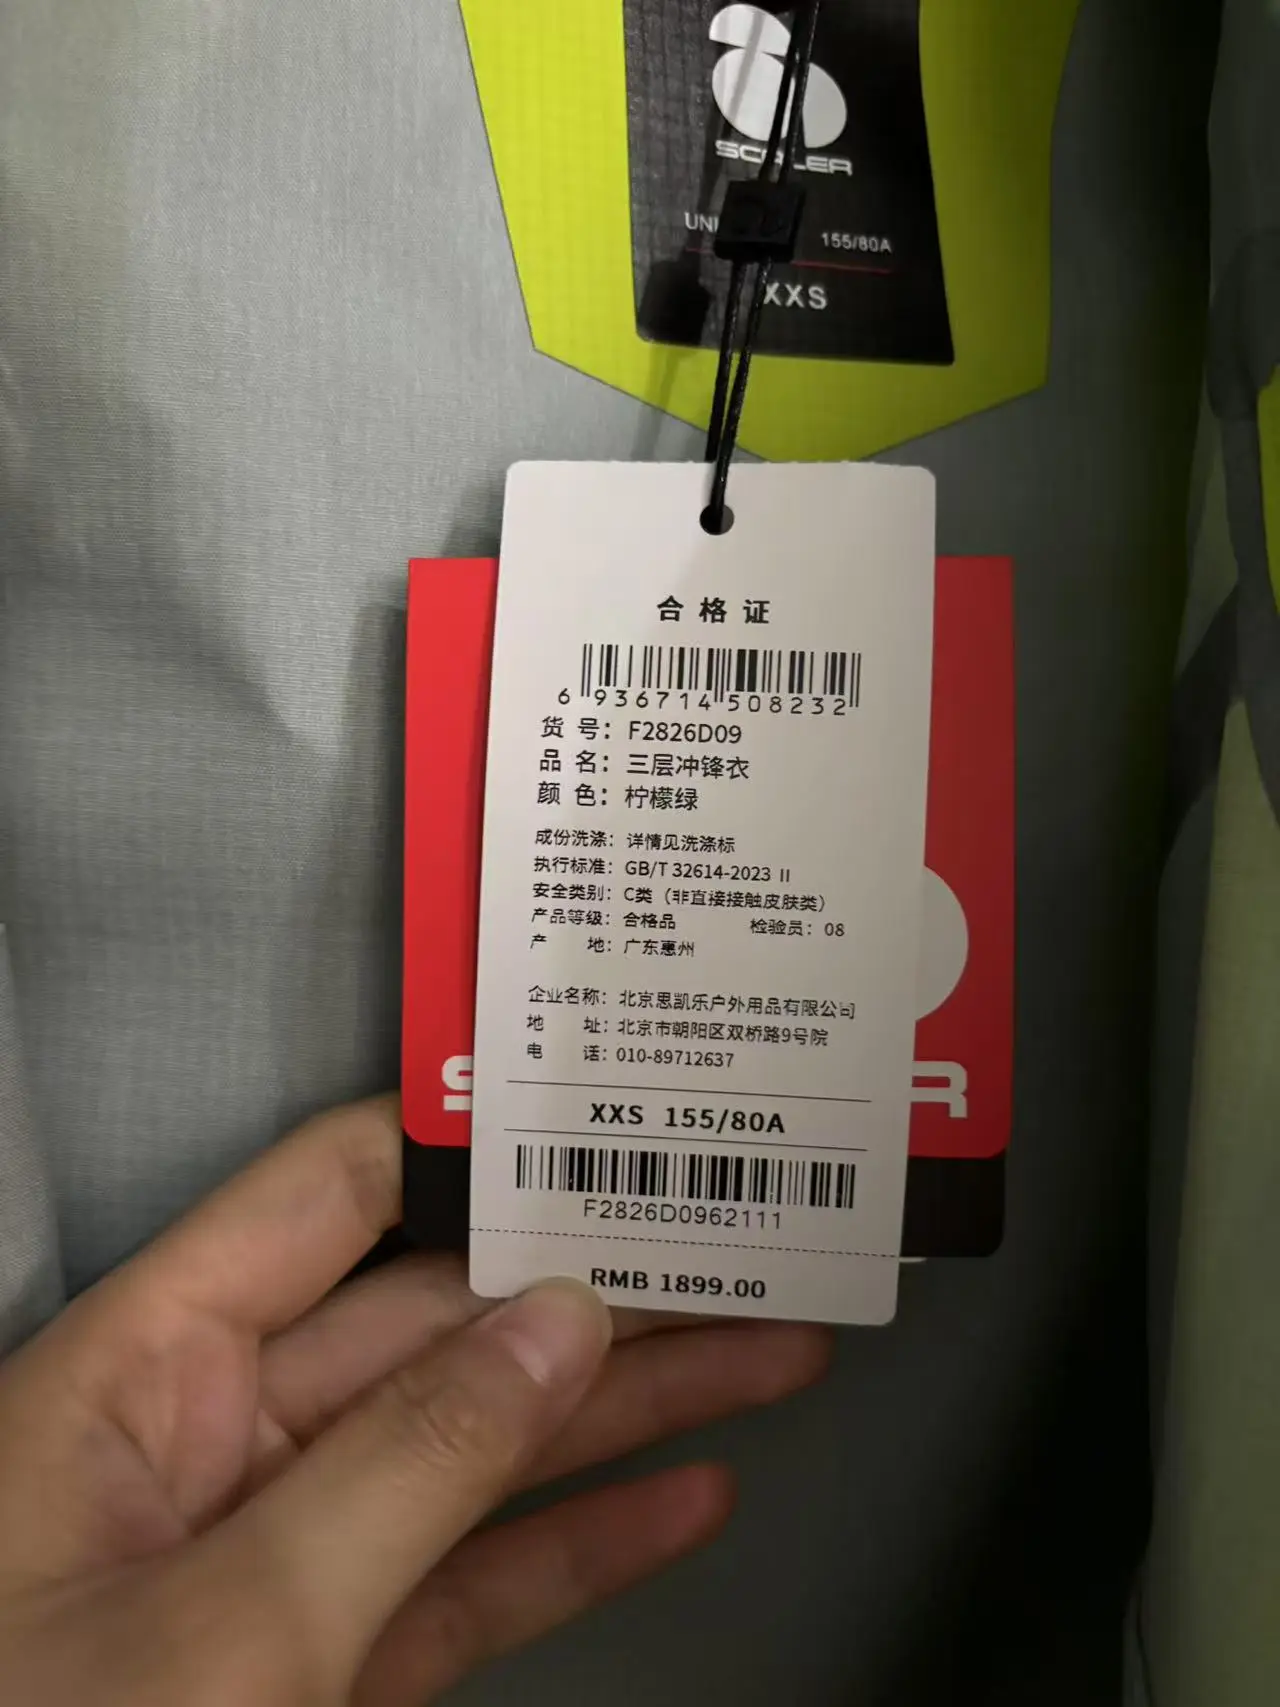 SCALER
155/80A
XXS
合格证
6 936714 508232
货号：F2826D09
品名：三层冲锋衣
颜色：柠檬绿
成份洗涤：详情见洗涤标
执行标准：GB/T 32614-2023 II
安全类别：C类（非直接接触皮肤类）
产品等级：合格品 检验员：08
产地：广东惠州
企业名称：北京思凯乐户外用品有限公司
地址：北京市朝阳区双桥路9号院
电话：010-89712637
XXS 155/80A
F2826D0962111
RMB 1899.00